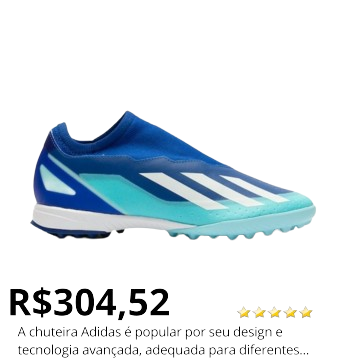 R$304,52
A chuteira Adidas é popular por seu design e
tecnologia avançada, adequada para diferentes...